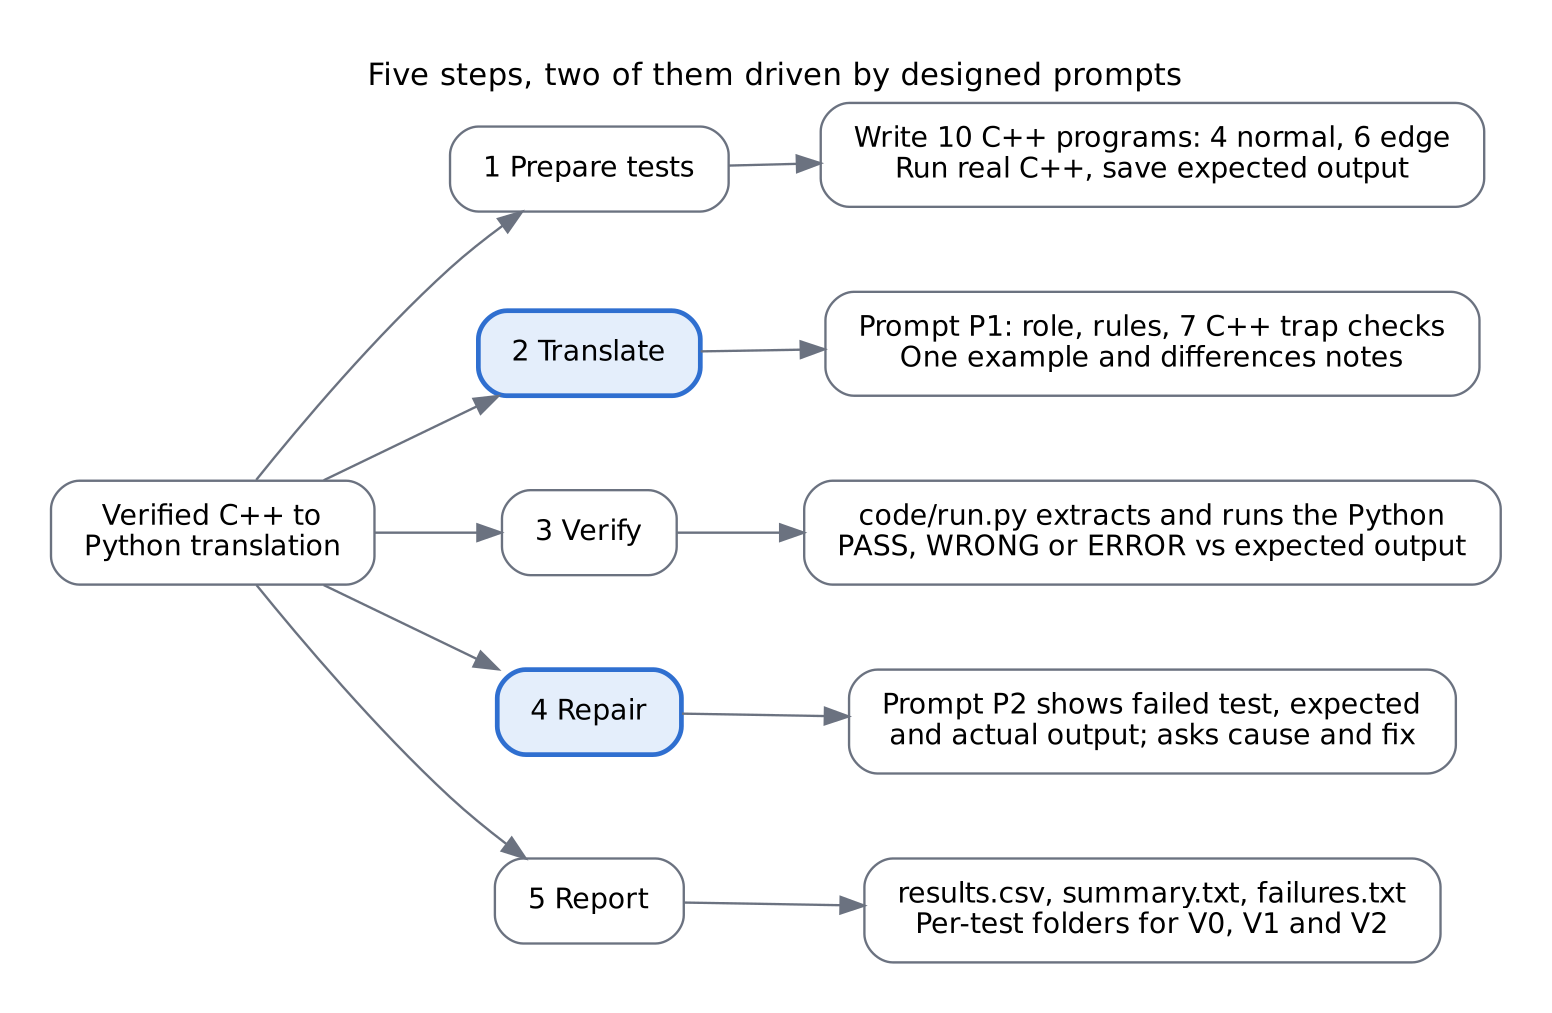 Five steps, two of them driven by designed prompts
1 Prepare tests
Write 10 C++ programs: 4 normal, 6 edge
Run real C++, save expected output
2 Translate
Prompt P1: role, rules, 7 C++ trap checks
One example and differences notes
Verified C++ to
Python translation
3 Verify
code/run.py extracts and runs the Python
PASS, WRONG or ERROR vs expected output
4 Repair
Prompt P2 shows failed test, expected
and actual output; asks cause and fix
5 Report
results.csv, summary.txt, failures.txt
Per-test folders for V0, V1 and V2